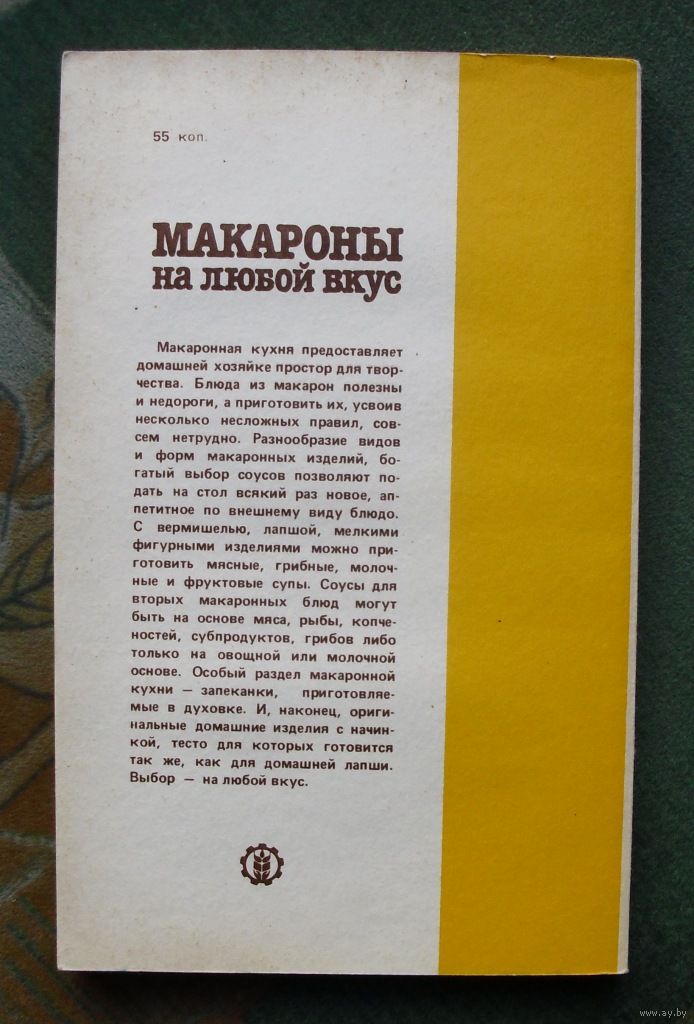 55 коп.
МАКАРОНЫ
на любой вкус
Макаронная кухня предоставляет
домашней хозяйке простор для твор-
чества. Блюда из макарон полезны
и недороги, а приготовить их, усвоив
несколько несложных правил, сов-
сем нетрудно. Разнообразие видов
и форм макаронных изделий, бо-
гатый выбор соусов позволяют по-
дать на стол всякий раз новое, ап-
петитное по внешнему виду блюдо.
С вермишелью, лапшой, мелкими
фигурными изделиями можно при-
готовить мясные, грибные, молоч-
ные и фруктовые супы. Соусы для
вторых макаронных блюд могут
быть на основе мяса, рыбы, копче-
ностей, субпродуктов, грибов либо
только на овощной или молочной
основе. Особый раздел макаронной
кухни — запеканки, приготовляе-
мые в духовке. И, наконец, ориги-
нальные домашние изделия с начин-
кой, тесто для которых готовится
так же, как для домашней лапши.
Выбор — на любой вкус.
www.ay.by